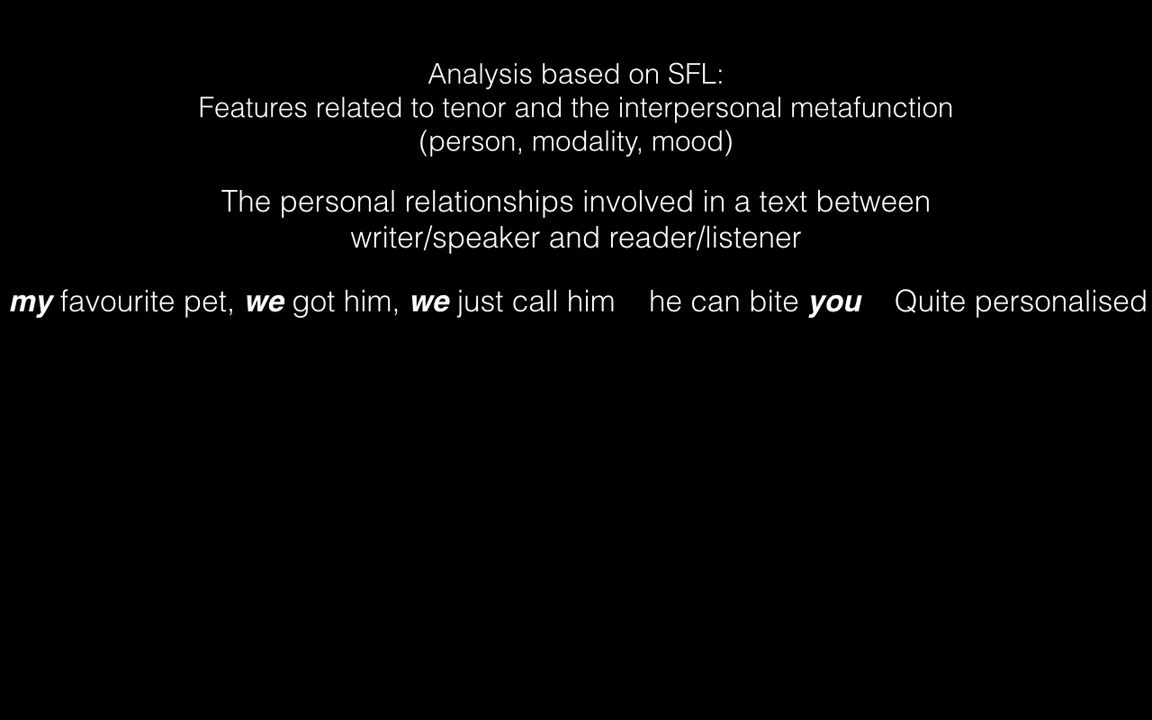 Analysis based on SFL:
Features related to tenor and the interpersonal metafunction
(person, modality, mood)
The personal relationships involved in a text between
writer/speaker and reader/listener
my favourite pet, we got him, we just call him he can bite you Quite personalised